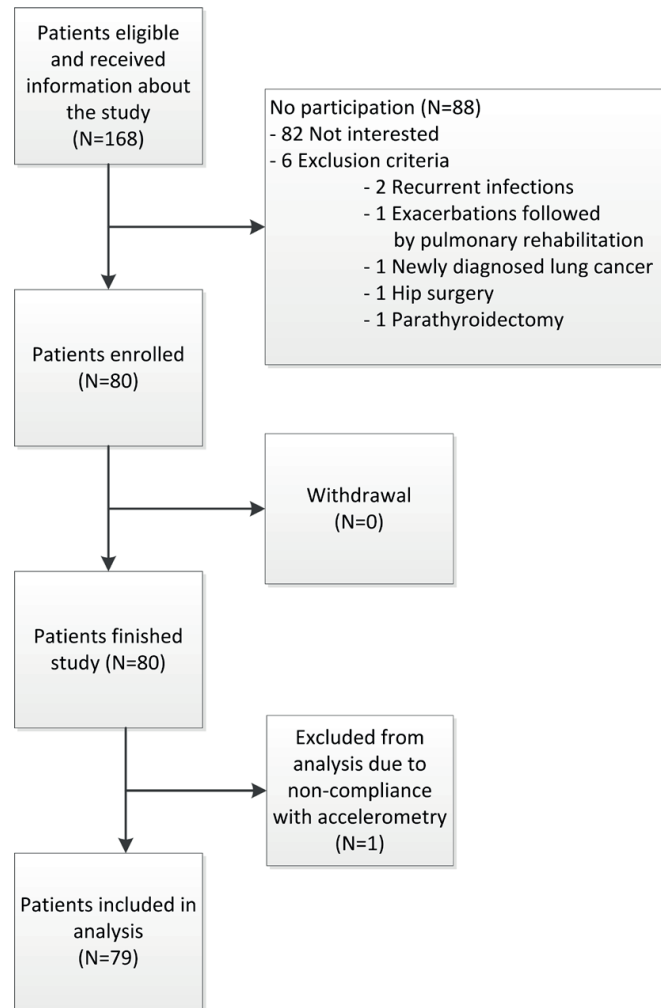 Patients eligible
and received
information about
the study
(N=168)
No participation (N=88)
- 82 Not interested
- 6 Exclusion criteria
- 2 Recurrent infections
- 1 Exacerbations followed
by pulmonary rehabilitation
- 1 Newly diagnosed lung cancer
- 1 Hip surgery
- 1 Parathyroidectomy
Patients enrolled
(N=80)
Withdrawal
(N=0)
Patients finished
study (N=80)
Excluded from
analysis due to
non-compliance
with accelerometry
(N=1)
Patients included in
analysis
(N=79)